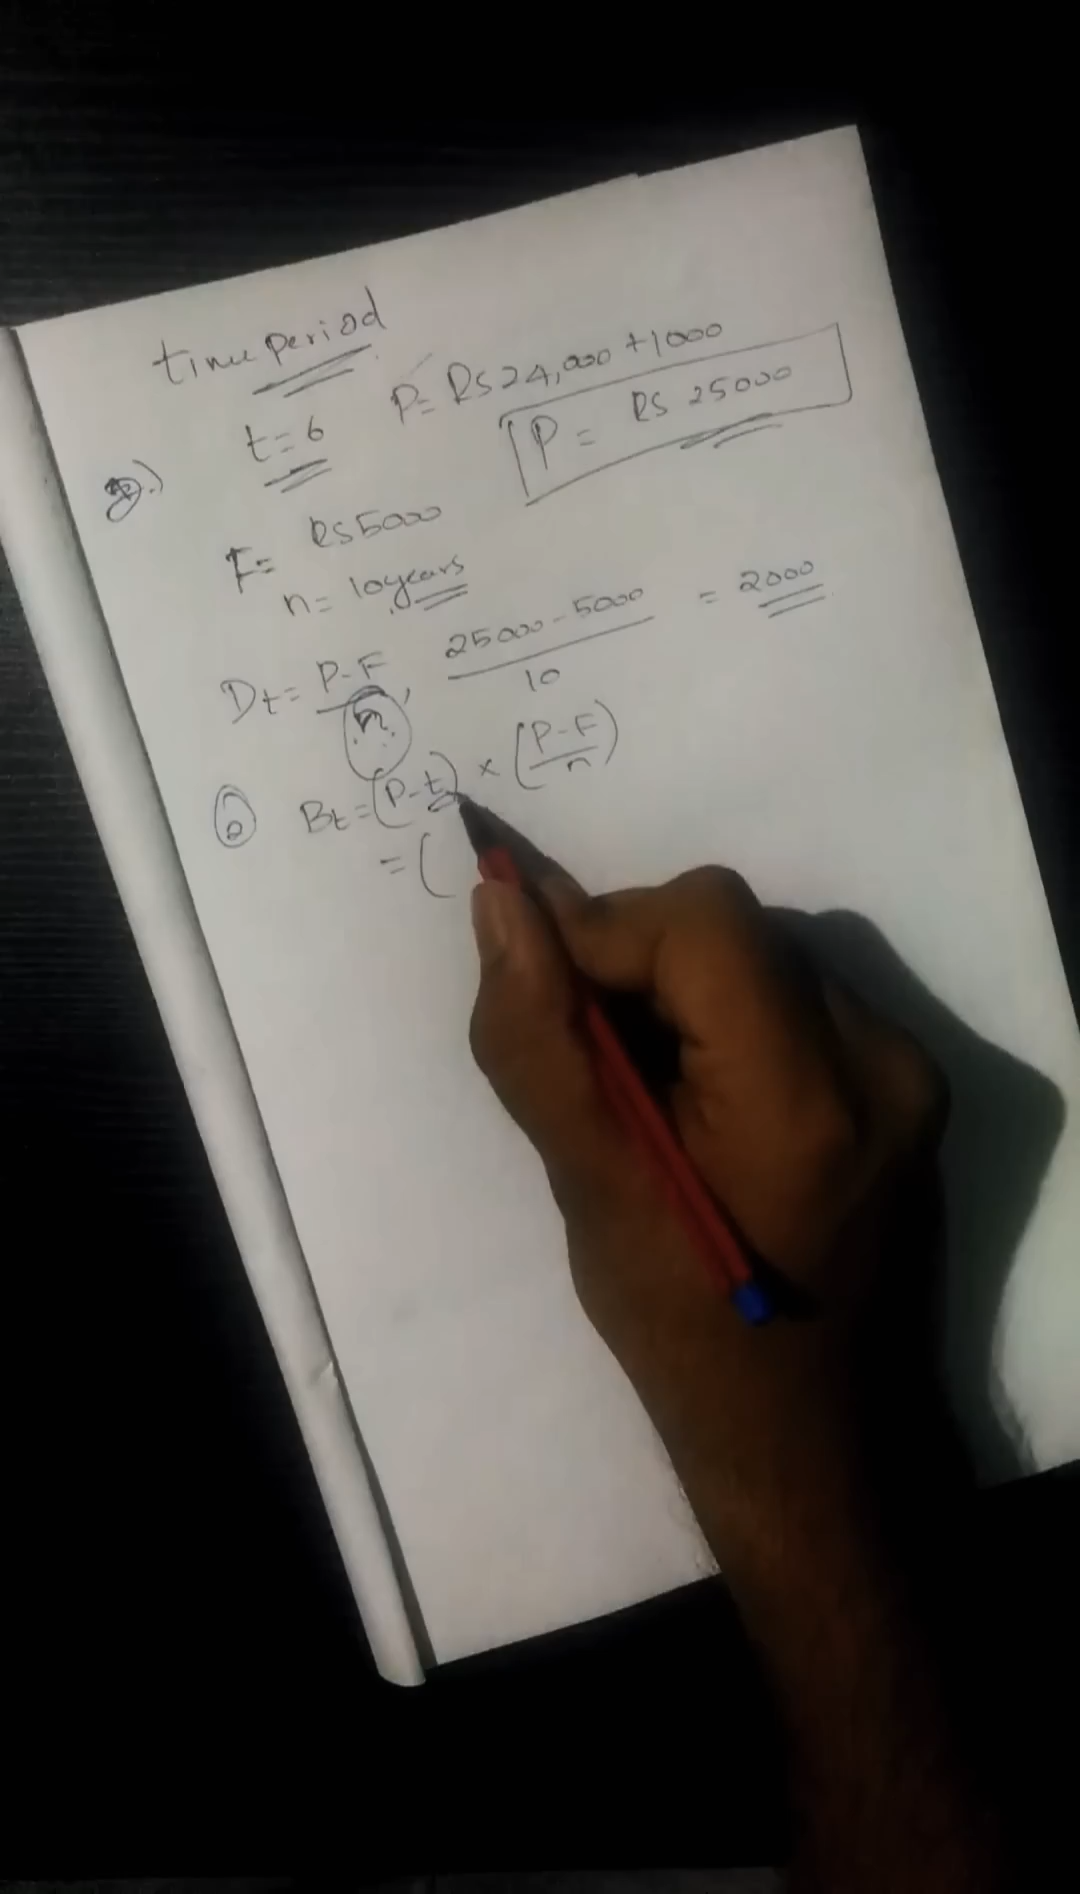 time period
t = 6 P = Rs 24,000 + 1000
P = Rs 25000
F = Rs 5000
n = 10 years
Dt = P-F/n, 25000-5000/10 = 2000
6 Bt = (P-t) × (P-F/n)
= (